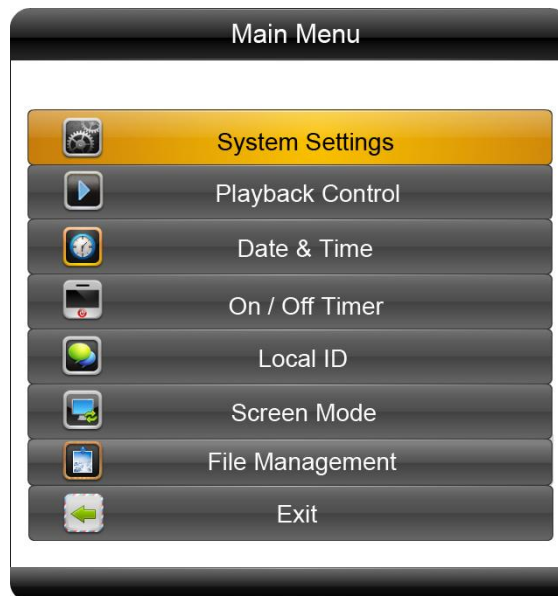 Main Menu
System Settings
Playback Control
Date & Time
On / Off Timer
Local ID
Screen Mode
File Management
Exit